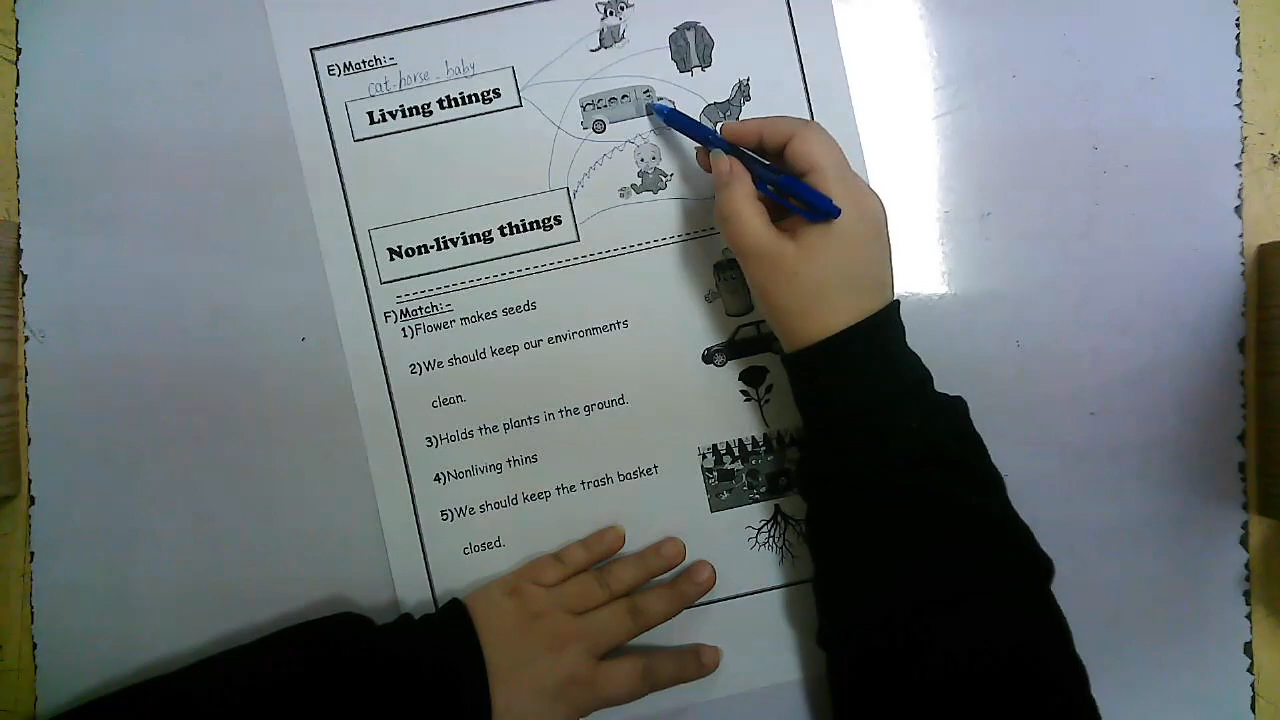 E)Match:-
cat-horse-baby
Living things
Non-living things
F)Match:-
1)Flower makes seeds
2)We should keep our environments
clean.
3)Holds the plants in the ground.
4)Nonliving thins
5)We should keep the trash basket
closed.